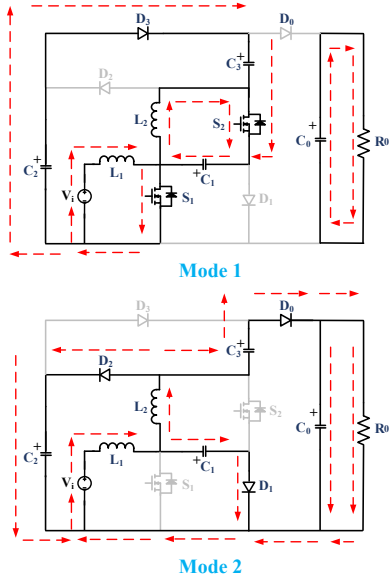 D3
D0
D2
+
C3
L2
S2
+
C2
L1
+
C1
+
C0
R0
Vi
S1
D1
Mode 1
D3
D0
D2
+
C3
L2
S2
+
C2
L1
+
C1
+
C0
R0
Vi
S1
D1
Mode 2